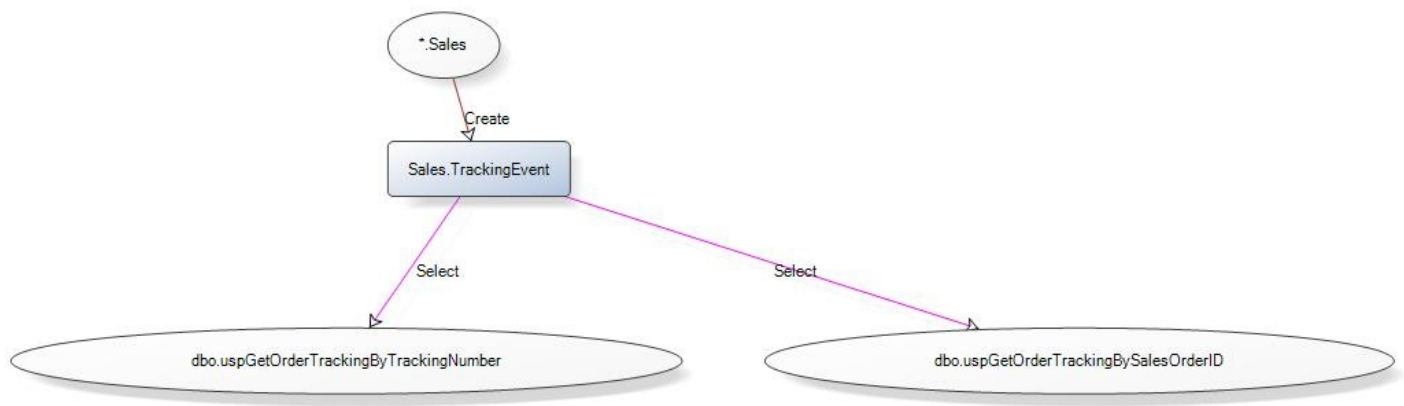 *.Sales
Create
Sales.TrackingEvent
Select
Select
dbo.uspGetOrderTrackingByTrackingNumber
dbo.uspGetOrderTrackingBySalesOrderID